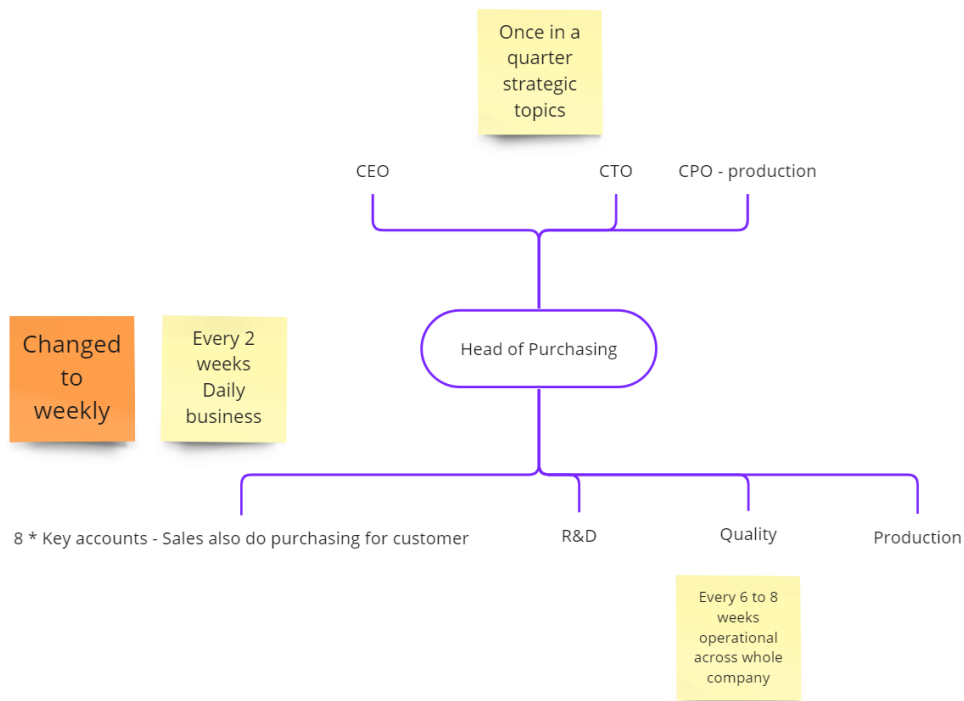 Once in a
quarter
strategic
topics
CEO
CTO
CPO - production
Head of Purchasing
Changed
to
weekly
Every 2
weeks
Daily
business
8 * Key accounts - Sales also do purchasing for customer
R&D
Quality
Production
Every 6 to 8
weeks
operational
across whole
company